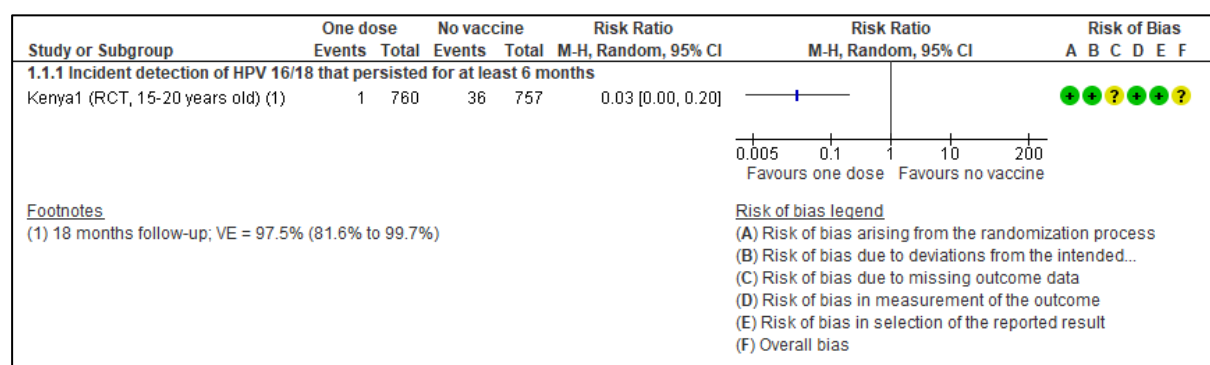 One dose No vaccine Risk Ratio Risk Ratio Risk of Bias
Study or Subgroup Events Total Events Total M-H, Random, 95% CI M-H, Random, 95% CI A B C D E F
1.1.1 Incident detection of HPV 16/18 that persisted for at least 6 months
Kenya1 (RCT, 15-20 years old) (1) 1 760 36 757 0.03 [0.00, 0.20] + + ? + + ?
0.005 0.1 1 10 200
Favours one dose Favours no vaccine
Footnotes
(1) 18 months follow-up; VE = 97.5% (81.6% to 99.7%)
Risk of bias legend
(A) Risk of bias arising from the randomization process
(B) Risk of bias due to deviations from the intended...
(C) Risk of bias due to missing outcome data
(D) Risk of bias in measurement of the outcome
(E) Risk of bias in selection of the reported result
(F) Overall bias